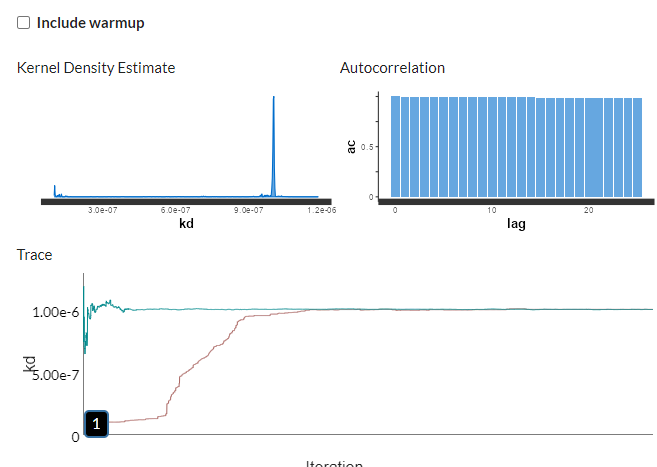 Include warmup
Kernel Density Estimate
Autocorrelation
ac
0.5
0
3.0e-07 6.0e-07 9.0e-07 1.2e-06
0 10 20
kd
lag
Trace
1.00e-6
kd
5.00e-7
1
0
Iteration